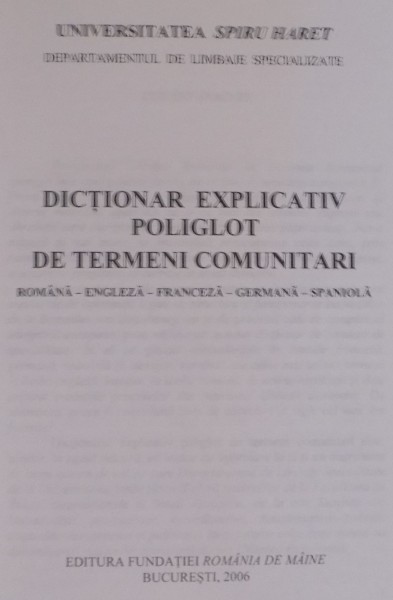 UNIVERSITATEA SPIRU HARET
DEPARTAMENTUL DE LIMBAJE SPECIALIZATE
DICȚIONAR EXPLICATIV
POLIGLOT
DE TERMENI COMUNITARI
ROMÂNĂ – ENGLEZĂ – FRANCEZĂ – GERMANĂ – SPANIOLĂ
EDITURA FUNDAȚIEI ROMÂNIA DE MÂINE
BUCUREȘTI, 2006